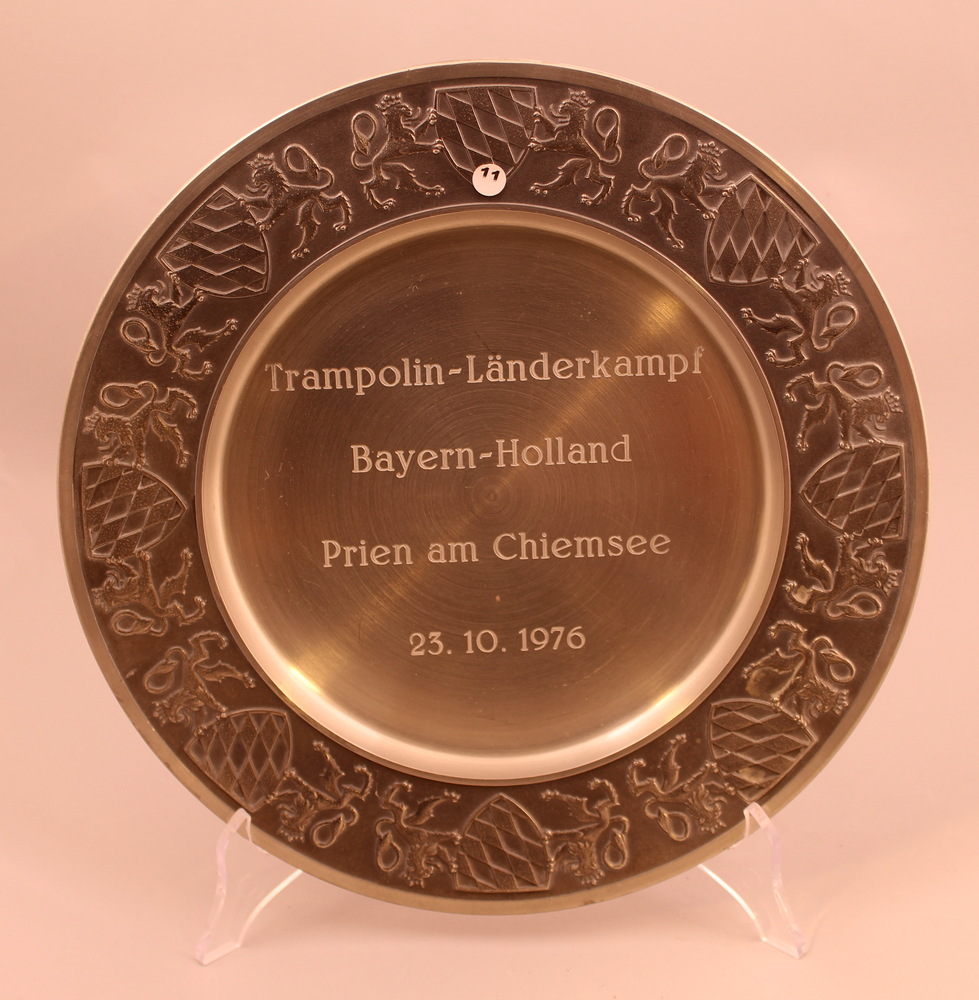 11
Trampolin-Länderkampf
Bayern-Holland
Prien am Chiemsee
23. 10. 1976